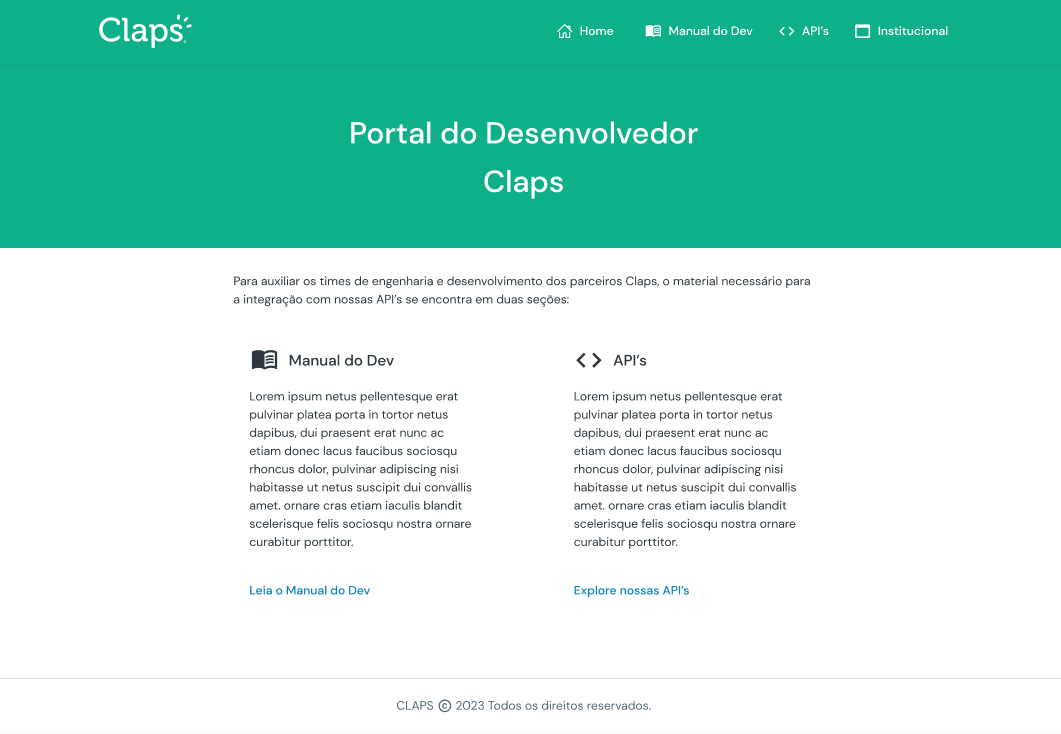 Claps
Home
Manual do Dev
API's
Institucional
Portal do Desenvolvedor
Claps
Para auxiliar os times de engenharia e desenvolvimento dos parceiros Claps, o material necessário para
a integração com nossas API's se encontra em duas seções:
Manual do Dev
Lorem ipsum netus pellentesque erat
pulvinar platea porta in tortor netus
dapibus, dui praesent erat nunc ac
etiam donec lacus faucibus sociosqu
rhoncus dolor, pulvinar adipiscing nisi
habitasse ut netus suscipit dui convallis
amet. ornare cras etiam iaculis blandit
scelerisque felis sociosqu nostra ornare
curabitur porttitor.
Leia o Manual do Dev
API's
Lorem ipsum netus pellentesque erat
pulvinar platea porta in tortor netus
dapibus, dui praesent erat nunc ac
etiam donec lacus faucibus sociosqu
rhoncus dolor, pulvinar adipiscing nisi
habitasse ut netus suscipit dui convallis
amet. ornare cras etiam iaculis blandit
scelerisque felis sociosqu nostra ornare
curabitur porttitor.
Explore nossas API's
CLAPS © 2023 Todos os direitos reservados.